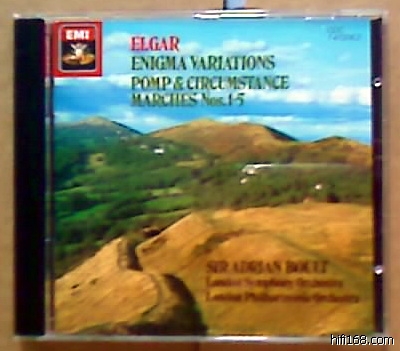 EMI
ELGAR
ENIGMA VARIATIONS
POMP & CIRCUMSTANCE
MARCHES Nos. 1-5
SIR ADRIAN BOULT
London Symphony Orchestra
London Philharmonic Orchestra
hifi168.com